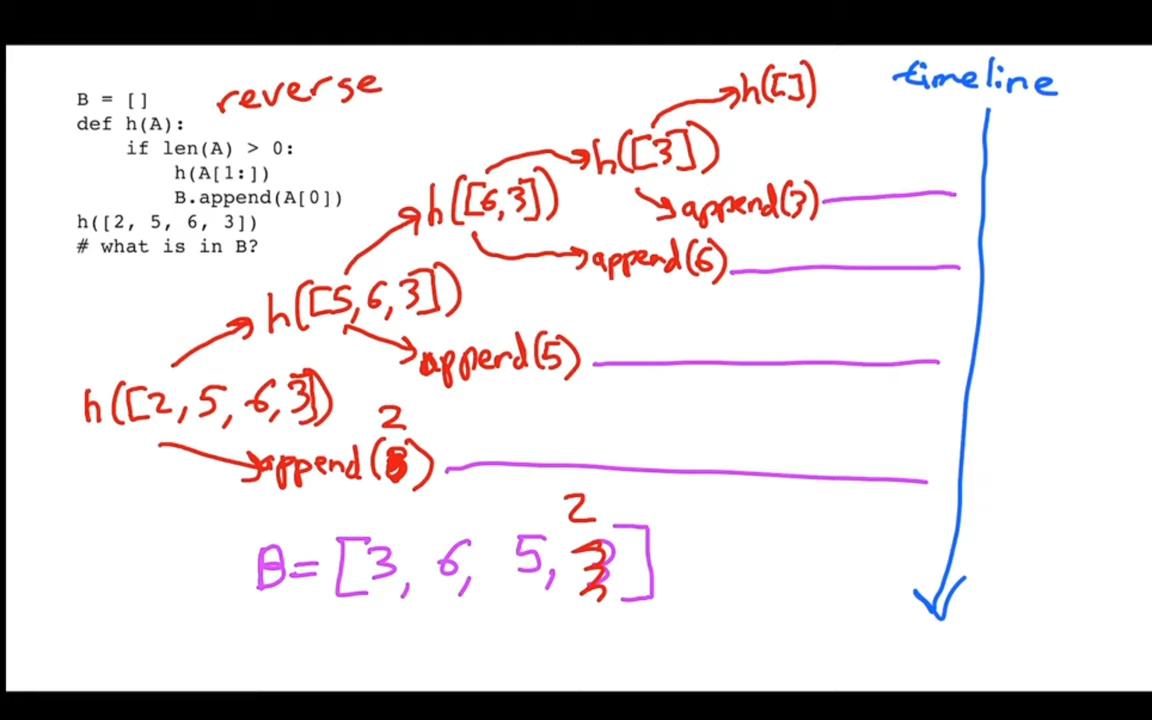 B = []
def h(A):
    if len(A) > 0:
        h(A[1:])
        B.append(A[0])
h([2, 5, 6, 3])
# what is in B?
reverse
timeline
h([])
h([3])
append(3)
h([6,3])
append(6)
h([5,6,3])
append(5)
h([2,5,6,3])
2
append( )
2
B=[3, 6, 5, ]